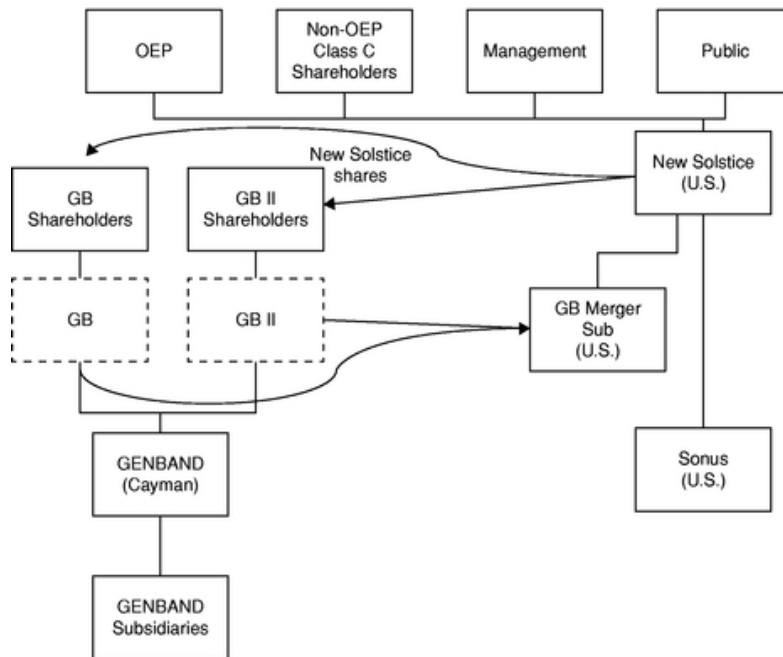 OEP
Non-OEP
Class C
Shareholders
Management
Public
New Solstice
shares
New Solstice
(U.S.)
GB
Shareholders
GB II
Shareholders
GB
GB II
GB Merger
Sub
(U.S.)
GENBAND
(Cayman)
Sonus
(U.S.)
GENBAND
Subsidiaries